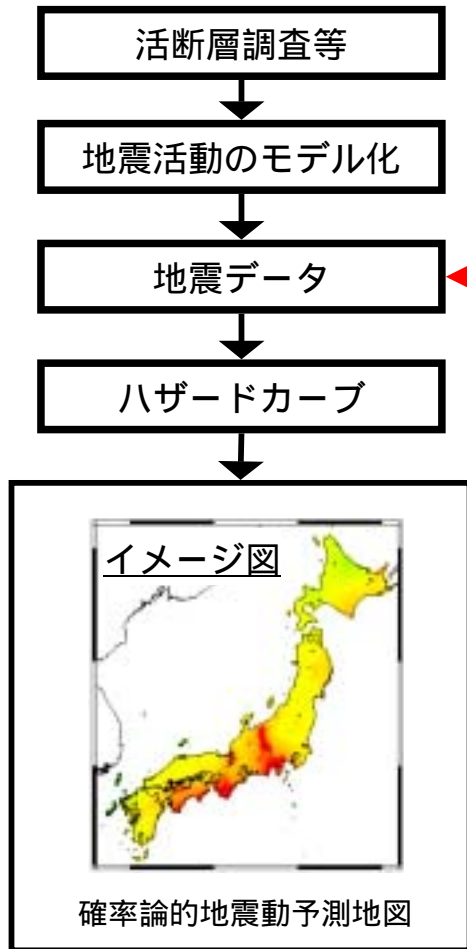 活断層調査等
地震活動のモデル化
地震データ
ハザードカーブ
イメージ図
確率論的地震動予測地図